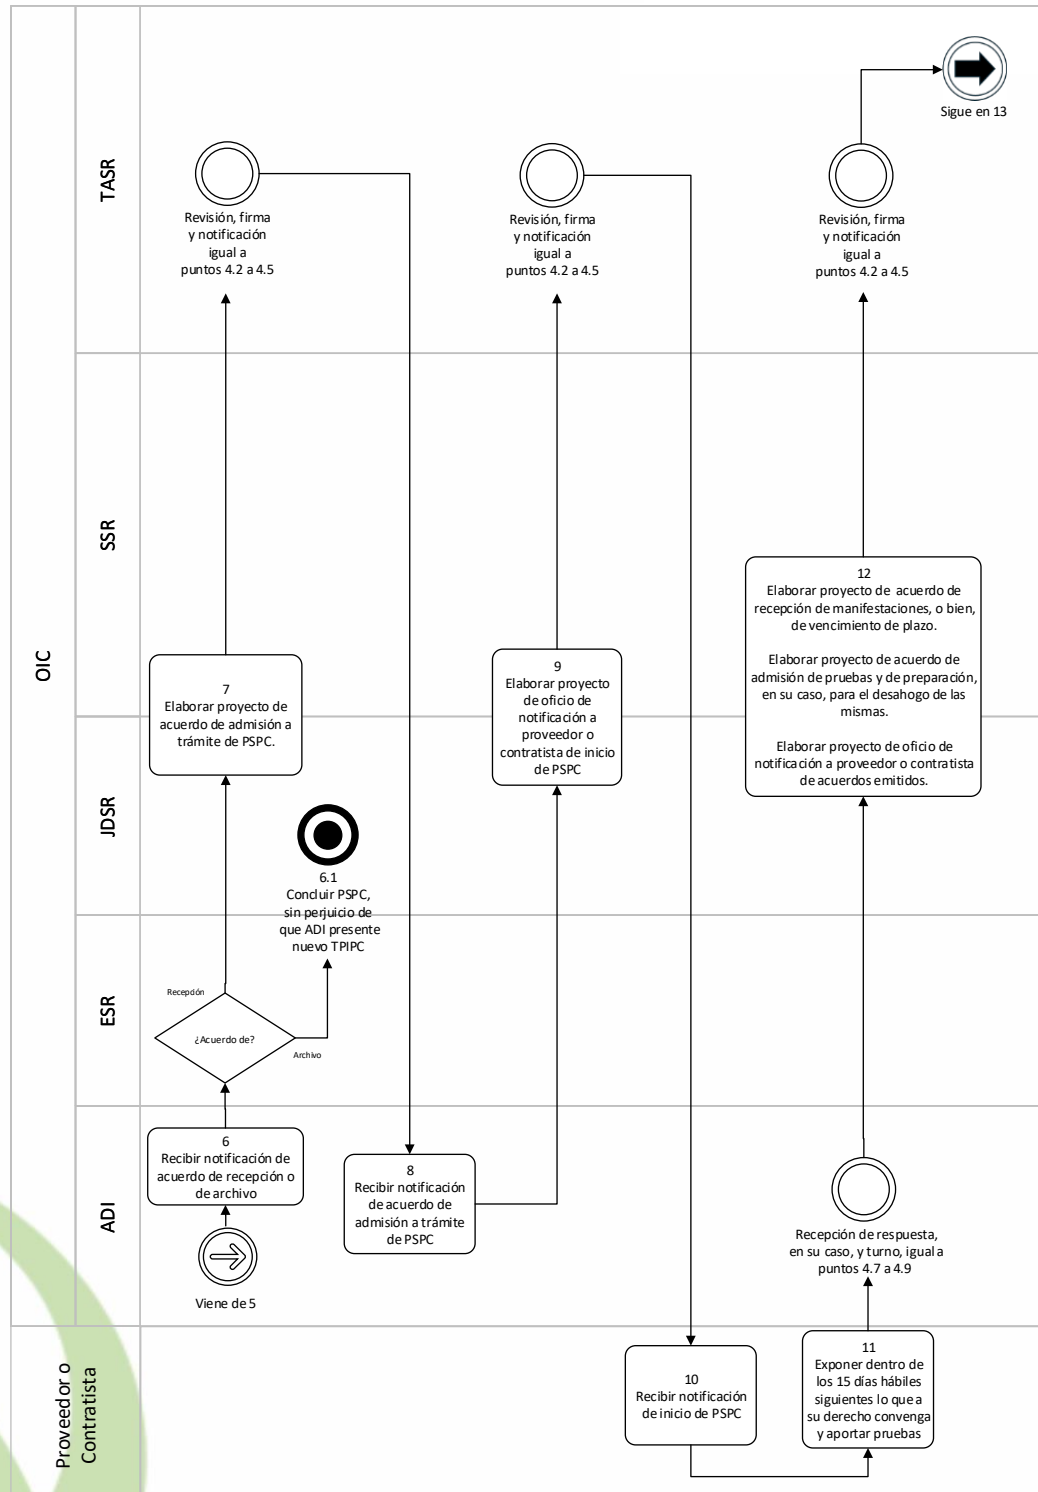 OIC
TASR
SSR
JDSR
ESR
ADI
Proveedor o
Contratista
Viene de 5
6
Recibir notificación de
acuerdo de recepción o
de archivo
¿Acuerdo de?
Recepción
Archivo
6.1
Concluir PSPC,
sin perjuicio de
que ADI presente
nuevo TPIPC
7
Elaborar proyecto de
acuerdo de admisión a
trámite de PSPC.
Revisión, firma
y notificación
igual a
puntos 4.2 a 4.5
8
Recibir notificación
de acuerdo de
admisión a trámite
de PSPC
9
Elaborar proyecto
de oficio de
notificación a
proveedor o
contratista de inicio
de PSPC
Revisión, firma
y notificación
igual a
puntos 4.2 a 4.5
10
Recibir notificación
de inicio de PSPC
11
Exponer dentro de
los 15 días hábiles
siguientes lo que a
su derecho convenga
y aportar pruebas
Recepción de respuesta,
en su caso, y turno, igual a
puntos 4.7 a 4.9
12
Elaborar proyecto de acuerdo de
recepción de manifestaciones, o bien,
de vencimiento de plazo.
Elaborar proyecto de acuerdo de
admisión de pruebas y de preparación,
en su caso, para el desahogo de las
mismas.
Elaborar proyecto de oficio de
notificación a proveedor o contratista
de acuerdos emitidos.
Revisión, firma
y notificación
igual a
puntos 4.2 a 4.5
Sigue en 13